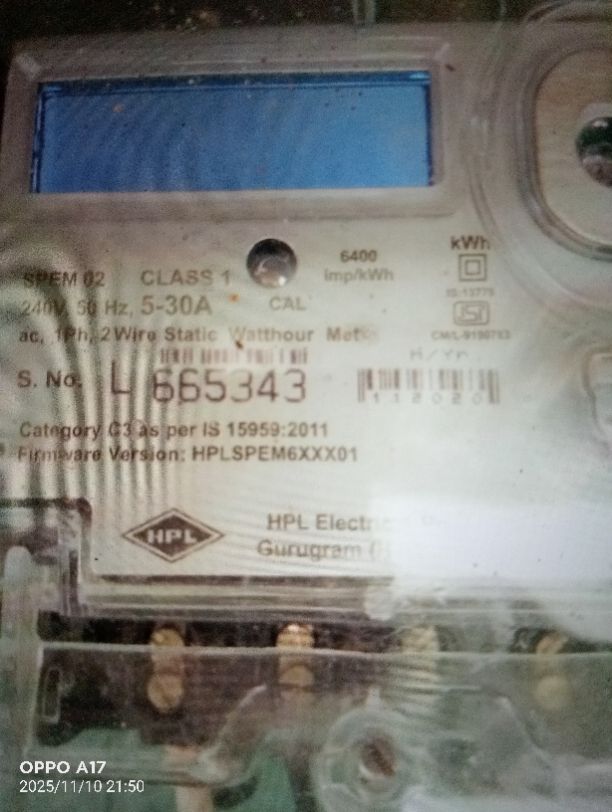 SPEM 02 CLASS 1
6400
imp/kWh
kWh
240V, 50 Hz, 5-30A
CAL
IS-13779
ac, 1Ph, 2 Wire Static Watthour
M/Yr.
S. No. L 665343
112020
Category C3 as per IS 15959:2011
Firmware Version: HPLSPEM6XXX01
HPL
HPL Electric
Gurugram
OPPO A17
2025/11/10 21:50